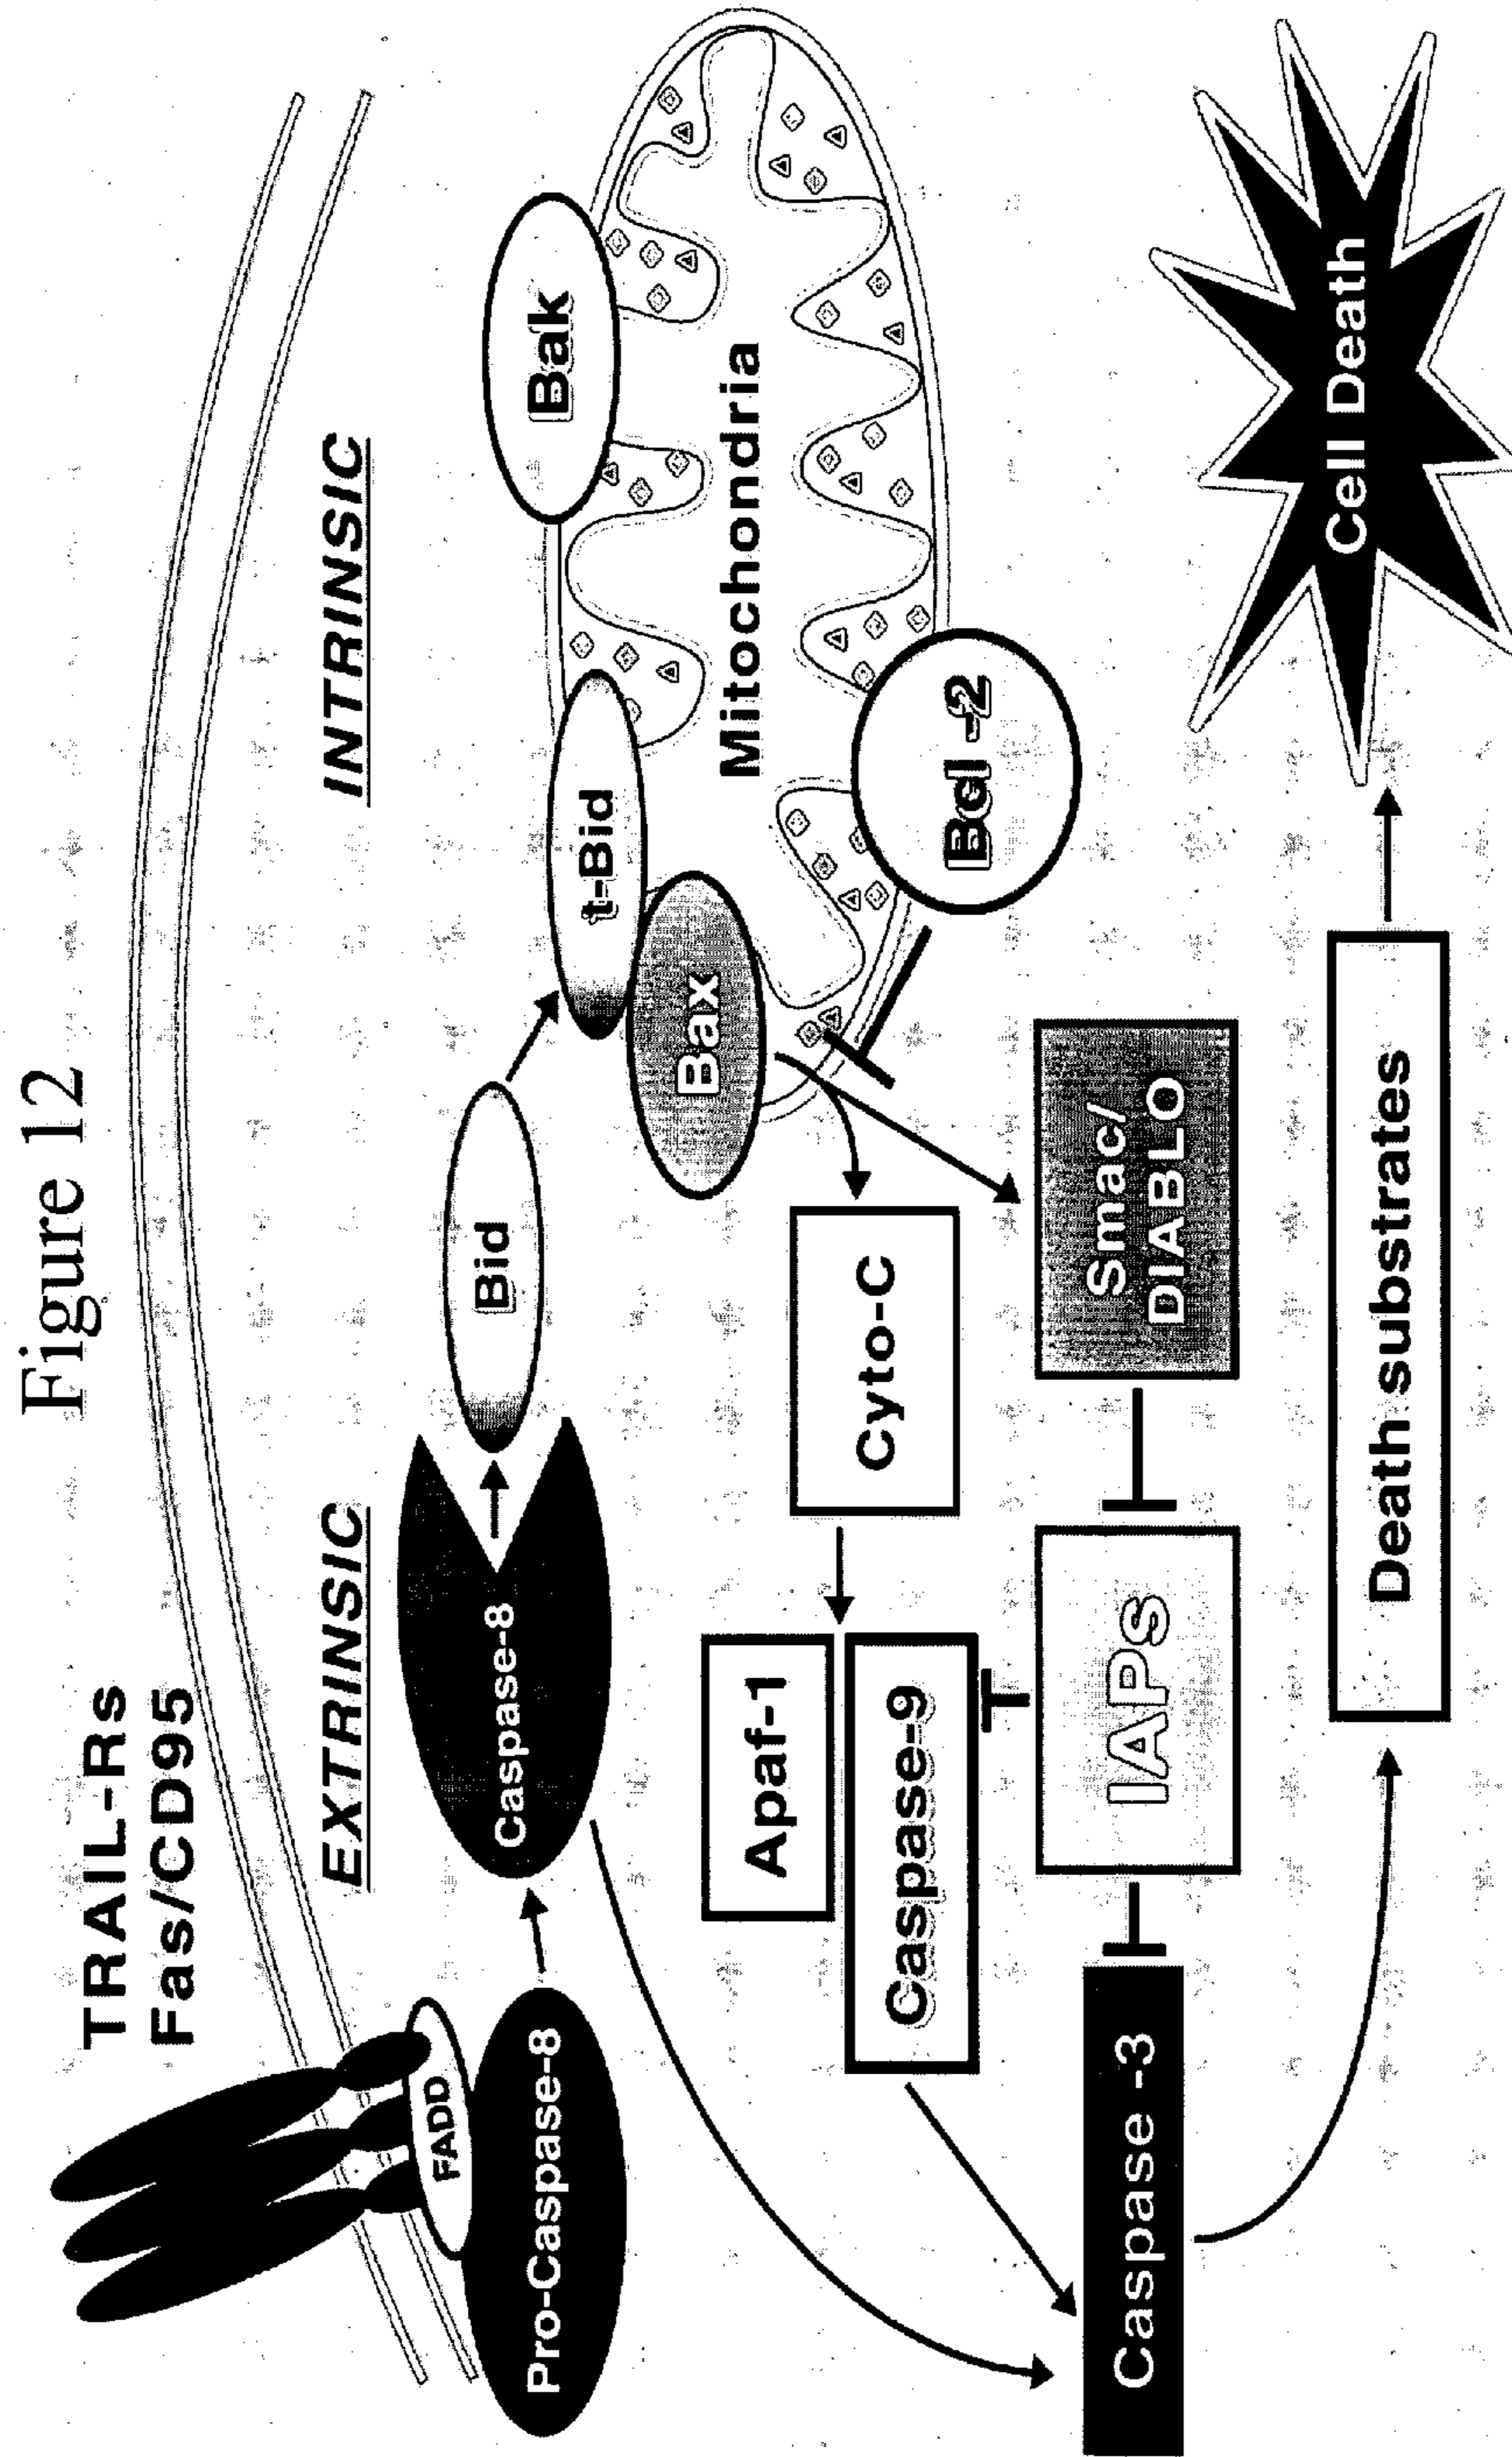 Figure 12
TRAIL-Rs
Fas/CD95
EXTRINSIC
INTRINSIC
FADD
Pro-Caspase-8
Caspase-8
Bid
t-Bid
Bak
Bax
Mitochondria
Bcl -2
Apaf-1
Caspase-9
Cyto-C
Caspase -3
IAPs
Smac/
DIABLO
Death substrates
Cell Death